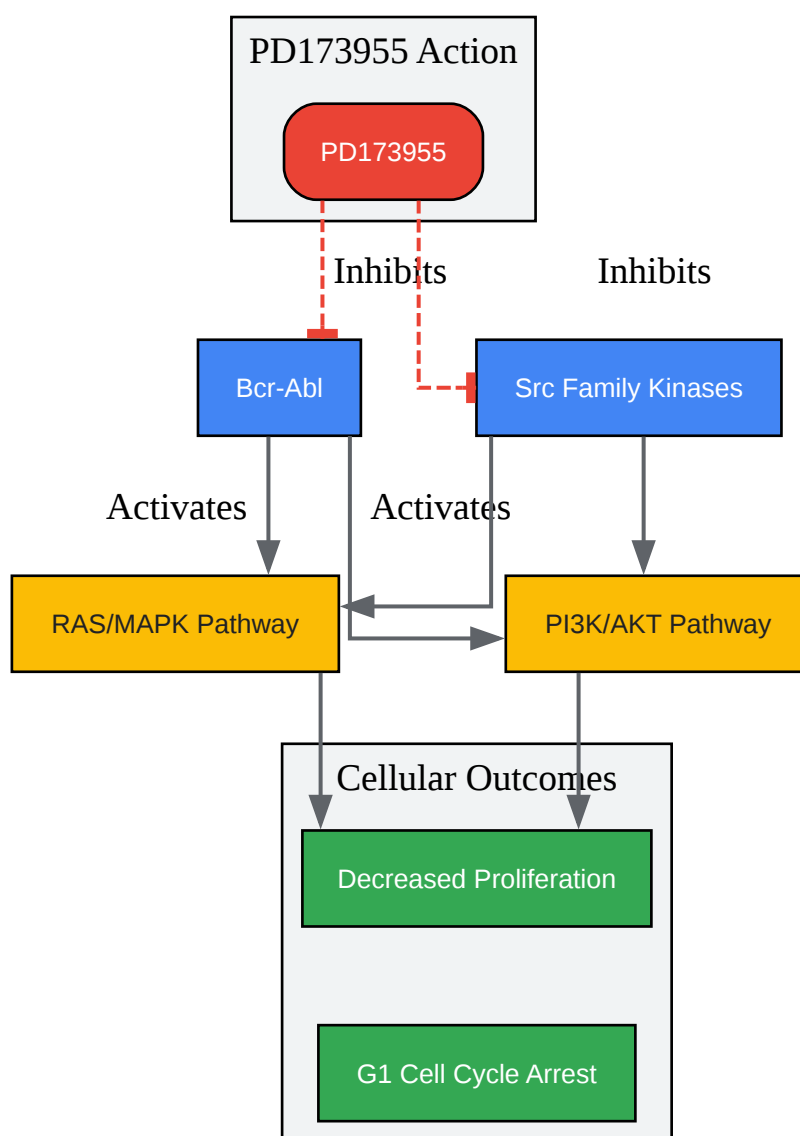 PD173955 Action
PD173955
Inhibits
Inhibits
Bcr-Abl
Src Family Kinases
Activates
Activates
RAS/MAPK Pathway
PI3K/AKT Pathway
Cellular Outcomes
Decreased Proliferation
G1 Cell Cycle Arrest